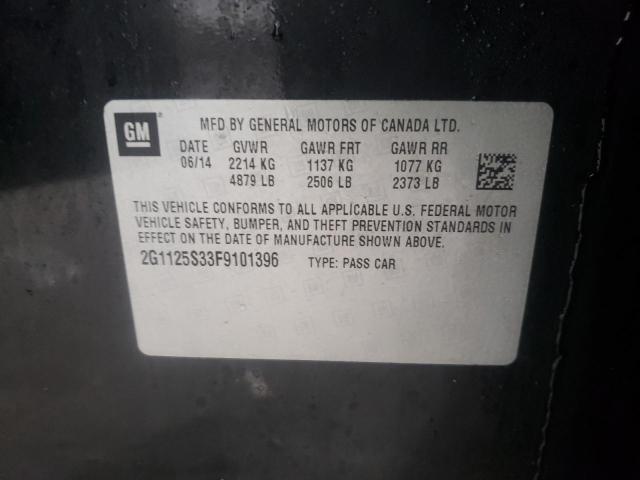 GM
MFD BY GENERAL MOTORS OF CANADA LTD.
DATE GVWR GAWR FRT GAWR RR
06/14 2214 KG 1137 KG 1077 KG
4879 LB 2506 LB 2373 LB
THIS VEHICLE CONFORMS TO ALL APPLICABLE U.S. FEDERAL MOTOR
VEHICLE SAFETY, BUMPER, AND THEFT PREVENTION STANDARDS IN
EFFECT ON THE DATE OF MANUFACTURE SHOWN ABOVE.
2G1125S33F9101396 TYPE: PASS CAR